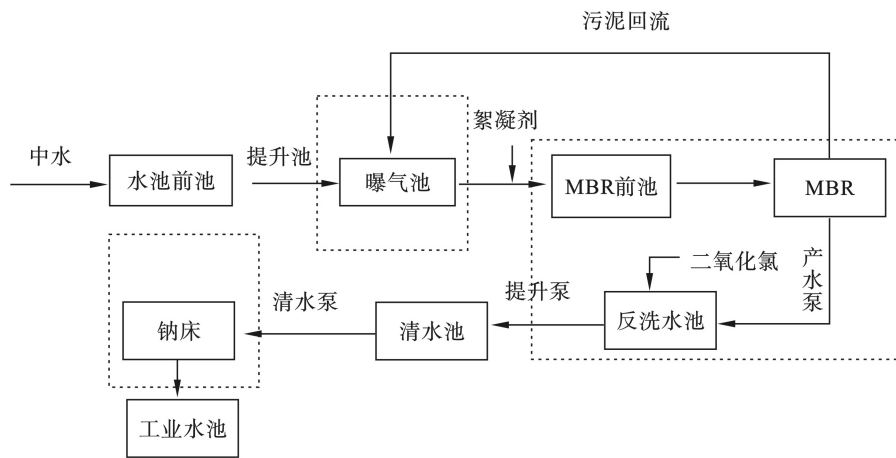 污泥回流
絮凝剂
中水
水池前池
提升池
曝气池
MBR前池
MBR
二氧化氯
产水泵
反洗水池
提升泵
清水池
清水泵
钠床
工业水池